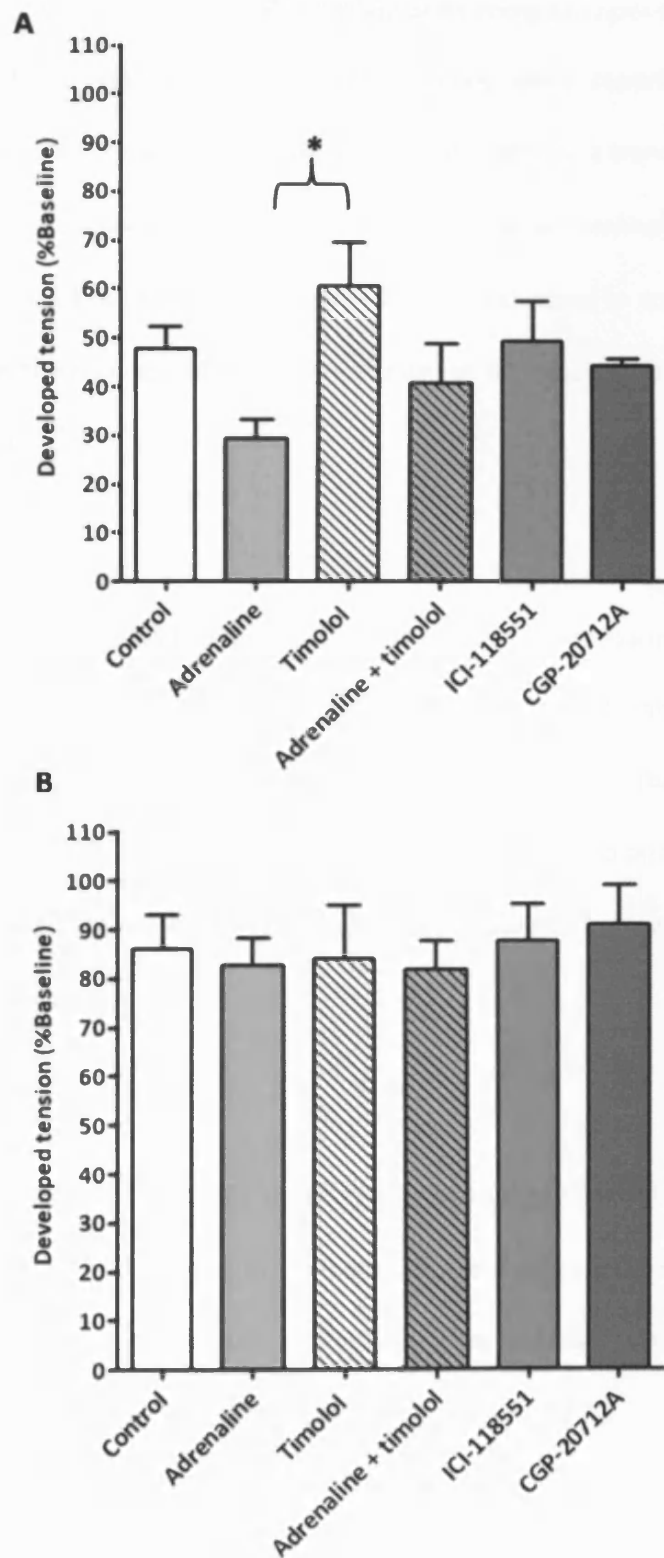 A
Developed tension (%Baseline)
110
100
90
80
70
60
50
40
30
20
10
0
*
Control
Adrenaline
Timolol
Adrenaline + timolol
ICI-118551
CGP-20712A
B
Developed tension (%Baseline)
110
100
90
80
70
60
50
40
30
20
10
0
Control
Adrenaline
Timolol
Adrenaline + timolol
ICI-118551
CGP-20712A